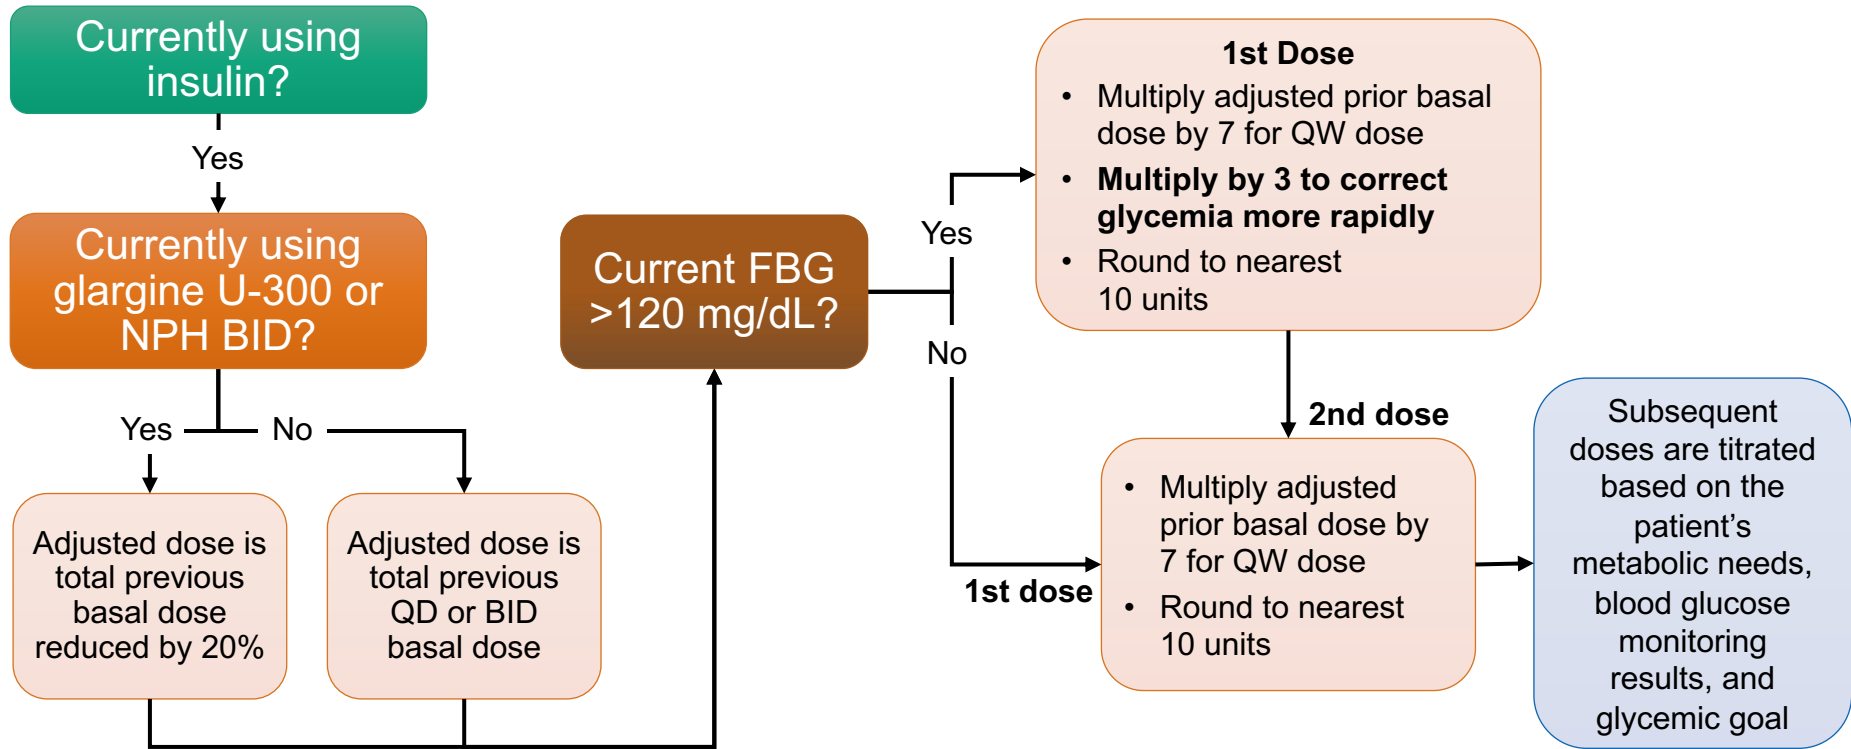 Currently using
insulin?
Yes
Currently using
glargine U-300 or
NPH BID?
Yes
No
Adjusted dose is
total previous
basal dose
reduced by 20%
Adjusted dose is
total previous
QD or BID
basal dose
Current FBG
>120 mg/dL?
Yes
No
1st Dose
• Multiply adjusted prior basal
dose by 7 for QW dose
• Multiply by 3 to correct
glycemia more rapidly
• Round to nearest
10 units
2nd dose
1st dose
• Multiply adjusted
prior basal dose by
7 for QW dose
• Round to nearest
10 units
Subsequent
doses are titrated
based on the
patient’s
metabolic needs,
blood glucose
monitoring
results, and
glycemic goal